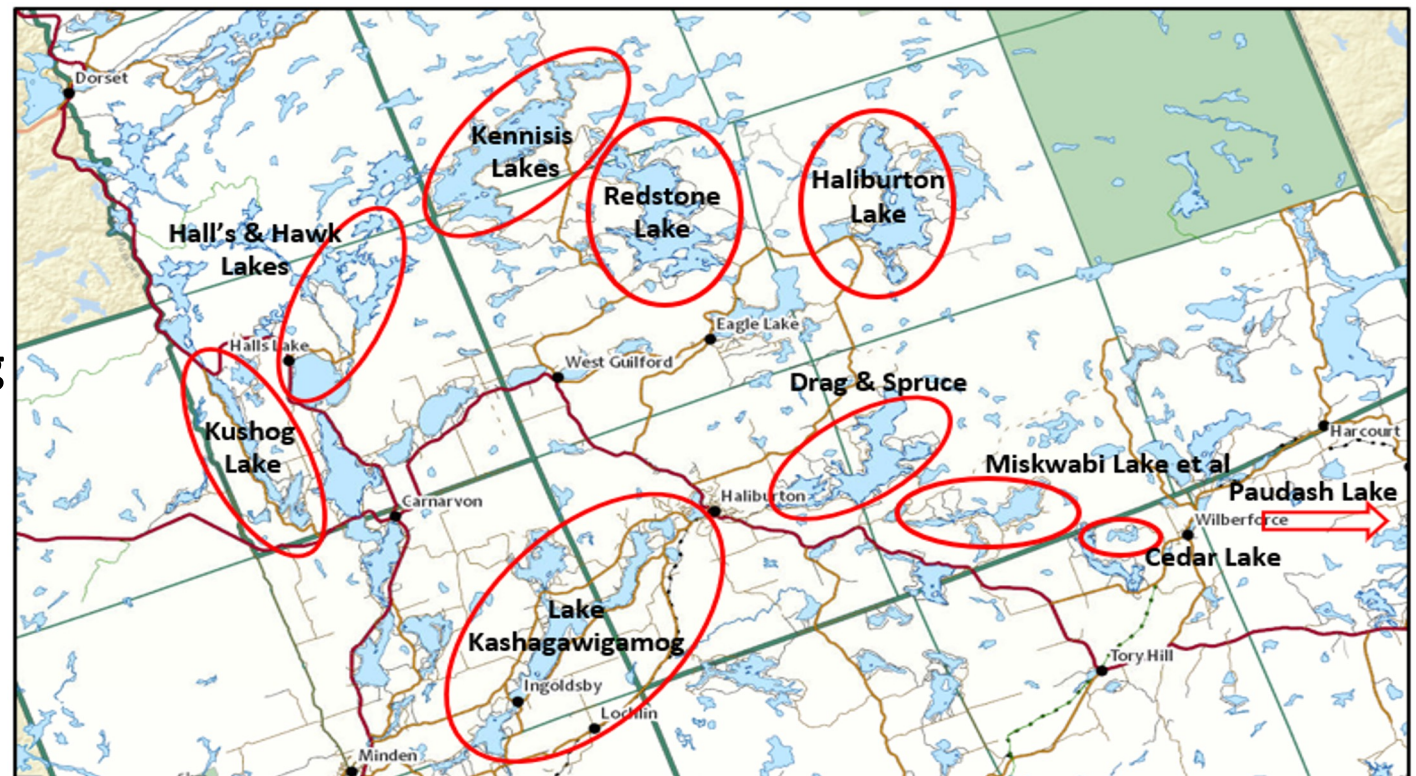 Dorset
Kennisis
Lakes
Redstone
Lake
Haliburton
Lake
Hall's & Hawk
Lakes
Halls Lake
Eagle Lake
West Guilford
g
Kushog
Lake
Drag & Spruce
Harcourt
Miskwabi Lake et al
Paudash Lake
Carnarvon
Haliburton
Wilberforce
Cedar Lake
Lake
Kashagawigamog
Tory Hill
Ingoldsby
Lochlin
Minden